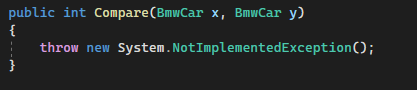 public int Compare(BmwCar x, BmwCar y)
{
    throw new System.NotImplementedException();
}